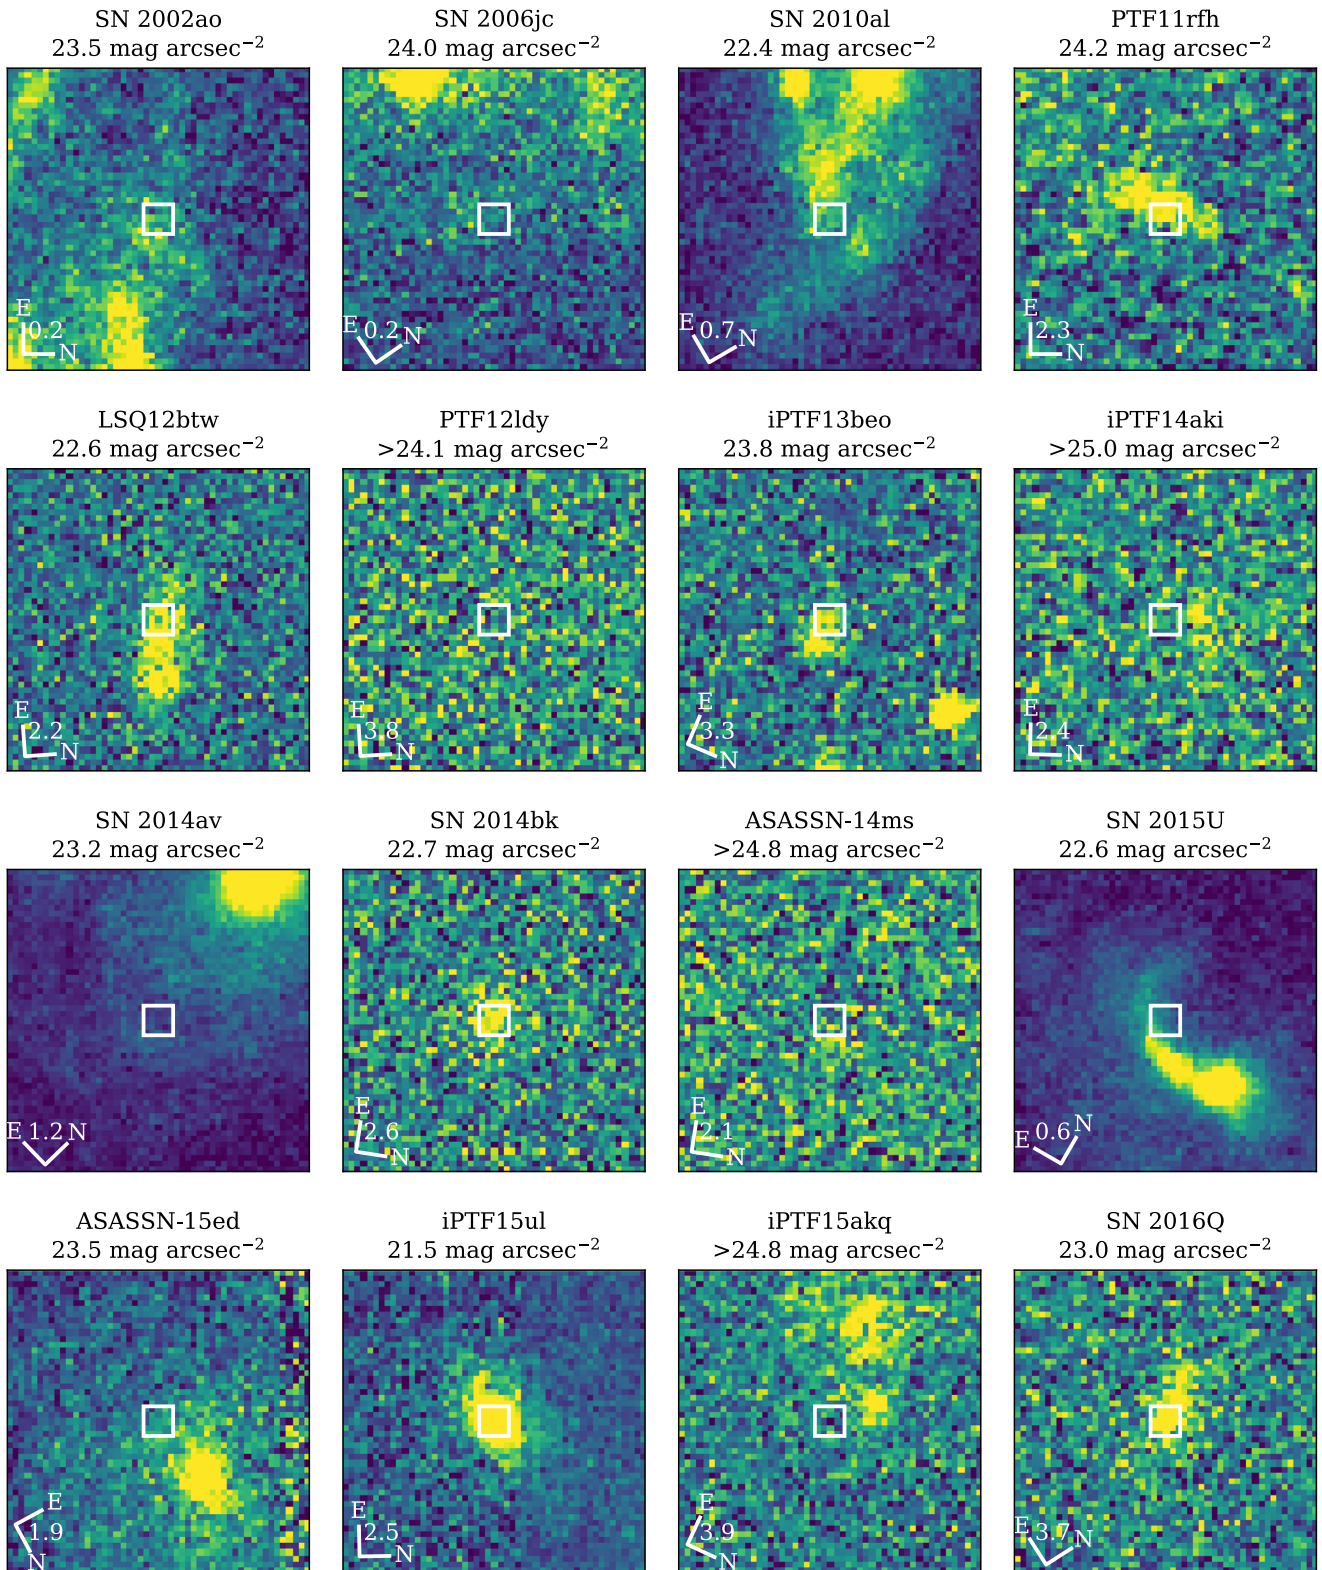 SN 2002ao
23.5 mag arcsec⁻²
SN 2006jc
24.0 mag arcsec⁻²
SN 2010al
22.4 mag arcsec⁻²
PTF11rfh
24.2 mag arcsec⁻²
E
0.2
N
E
0.2
N
E
0.7
N
E
2.3
N
LSQ12btw
22.6 mag arcsec⁻²
PTF12ldy
>24.1 mag arcsec⁻²
iPTF13beo
23.8 mag arcsec⁻²
iPTF14aki
>25.0 mag arcsec⁻²
E
2.2
N
E
3.8
N
E
3.3
N
E
2.4
N
SN 2014av
23.2 mag arcsec⁻²
SN 2014bk
22.7 mag arcsec⁻²
ASASSN-14ms
>24.8 mag arcsec⁻²
SN 2015U
22.6 mag arcsec⁻²
E 1.2 N
E
2.6
N
E
2.1
N
E 0.6 N
ASASSN-15ed
23.5 mag arcsec⁻²
iPTF15ul
21.5 mag arcsec⁻²
iPTF15akq
>24.8 mag arcsec⁻²
SN 2016Q
23.0 mag arcsec⁻²
E
1.9
N
E
2.5
N
E
3.9
N
E
3.7
N